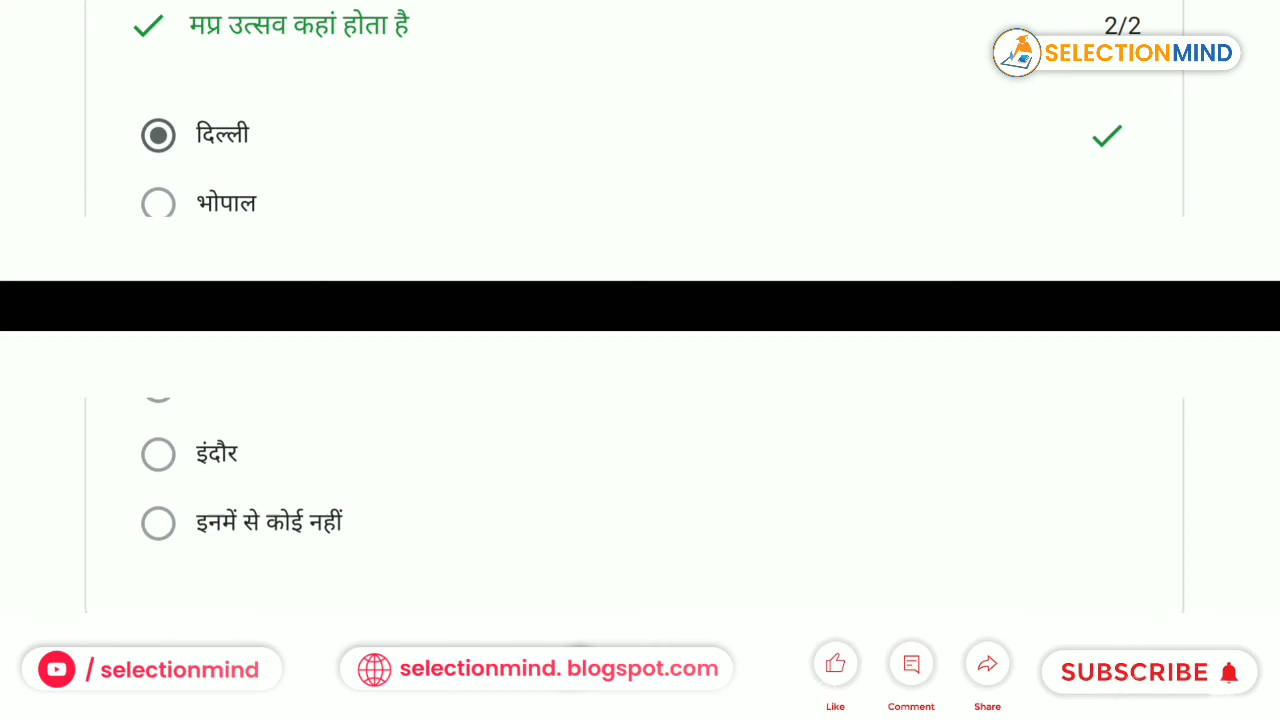 मप्र उत्सव कहां होता है
2/2
SELECTIONMIND
दिल्ली
भोपाल
इंदौर
इनमें से कोई नहीं
/ selectionmind
selectionmind. blogspot.com
Like
Comment
Share
SUBSCRIBE